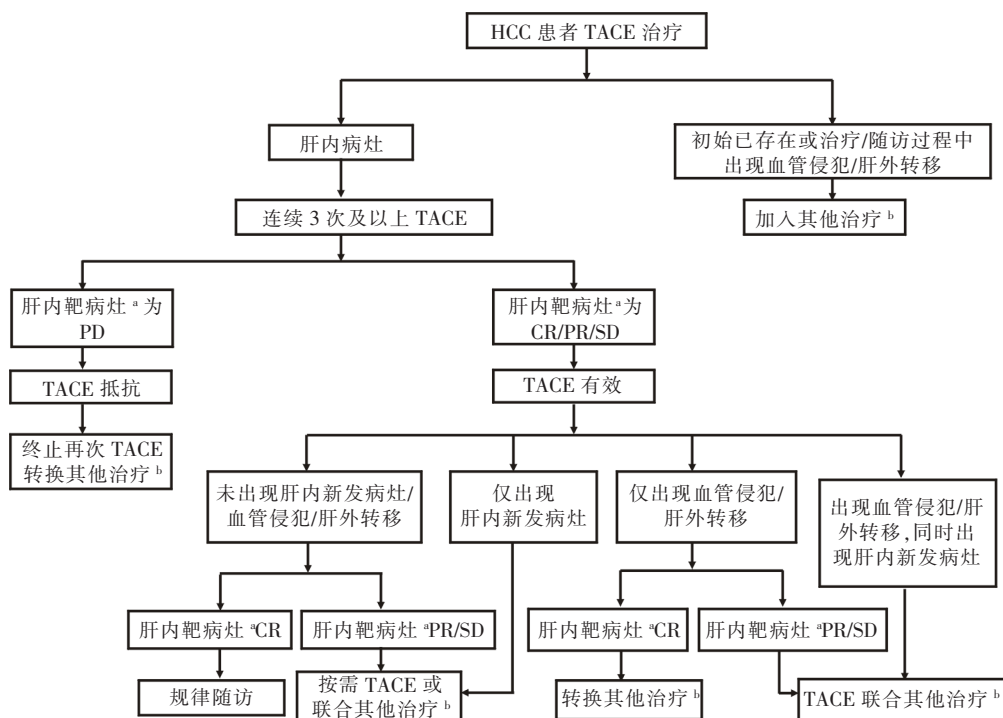 HCC 患者 TACE 治疗
肝内病灶
初始已存在或治疗/随访过程中
出现血管侵犯/肝外转移
连续 3 次及以上 TACE
加入其他治疗 b
肝内靶病灶 a 为
PD
肝内靶病灶 a为
CR/PR/SD
TACE 抵抗
TACE 有效
终止再次 TACE
转换其他治疗 b
未出现肝内新发病灶/
血管侵犯/肝外转移
仅出现
肝内新发病灶
仅出现血管侵犯/
肝外转移
出现血管侵犯/肝
外转移,同时出
现肝内新发病灶
肝内靶病灶 aCR
肝内靶病灶 aPR/SD
肝内靶病灶 aCR
肝内靶病灶 aPR/SD
规律随访
按需 TACE 或
联合其他治疗 b
转换其他治疗 b
TACE 联合其他治疗 b